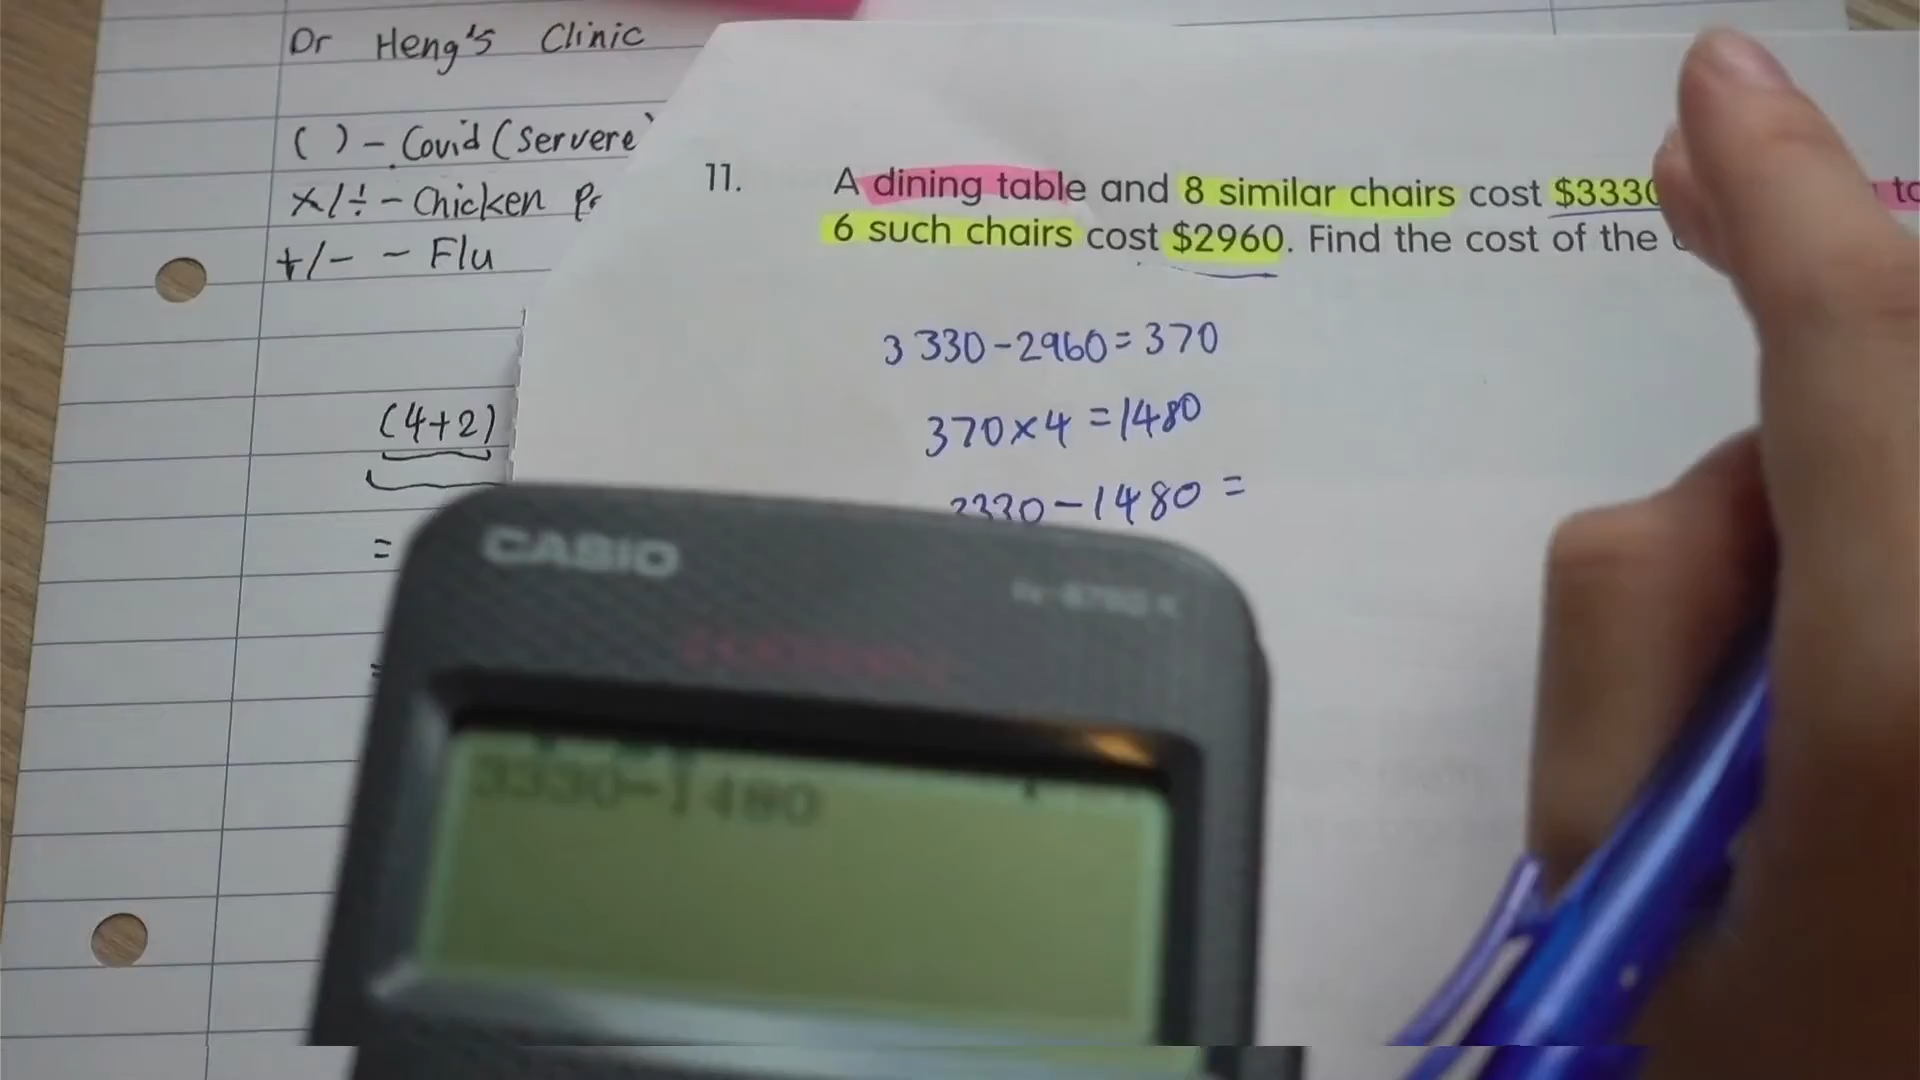 Dr Heng's Clinic
( ) - Covid (Servere)
×/÷ - Chicken
+/- - Flu
(4+2)
=
11. A dining table and 8 similar chairs cost $3330
6 such chairs cost $2960. Find the cost of the
3330-2960=370
370×4=1480
3330-1480=
CASIO
3330-1480